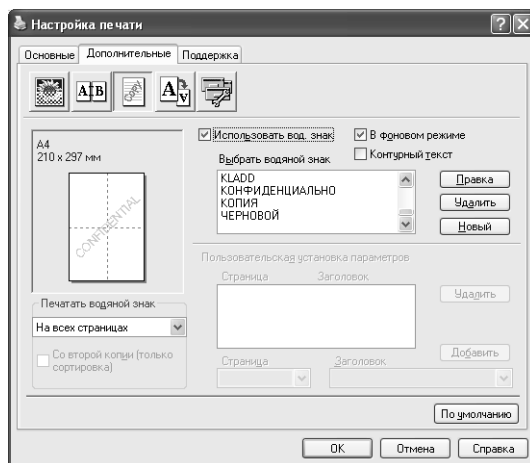 Настройка печати
Основные Дополнительные Поддержка
A4
210 x 297 мм
CONFIDENTIAL
Печатать водяной знак
На всех страницах
Со второй копии (только
сортировка)
Использовать вод. знак
В фоновом режиме
Контурный текст
Выбрать водяной знак
KLADD
КОНФИДЕНЦИАЛЬНО
КОПИЯ
ЧЕРНОВОЙ
Правка
Удалить
Новый
Пользовательская установка параметров
Страница Заголовок
Удалить
Добавить
Страница Заголовок
По умолчанию
OK Отмена Справка